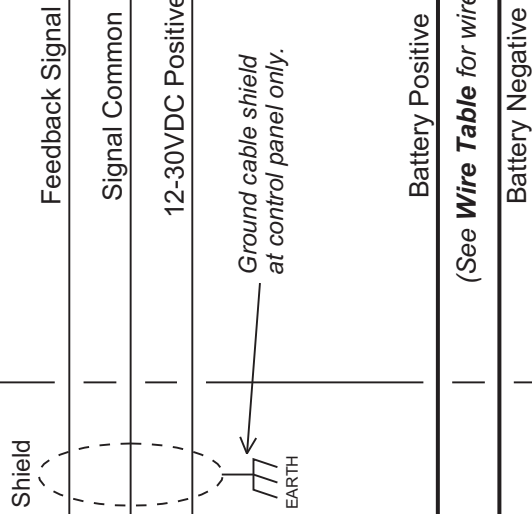 Feedback Signal
Signal Common
12-30VDC Positive
Ground cable shield
at control panel only.
Battery Positive
(See Wire Table for wire
Battery Negative
Shield
EARTH